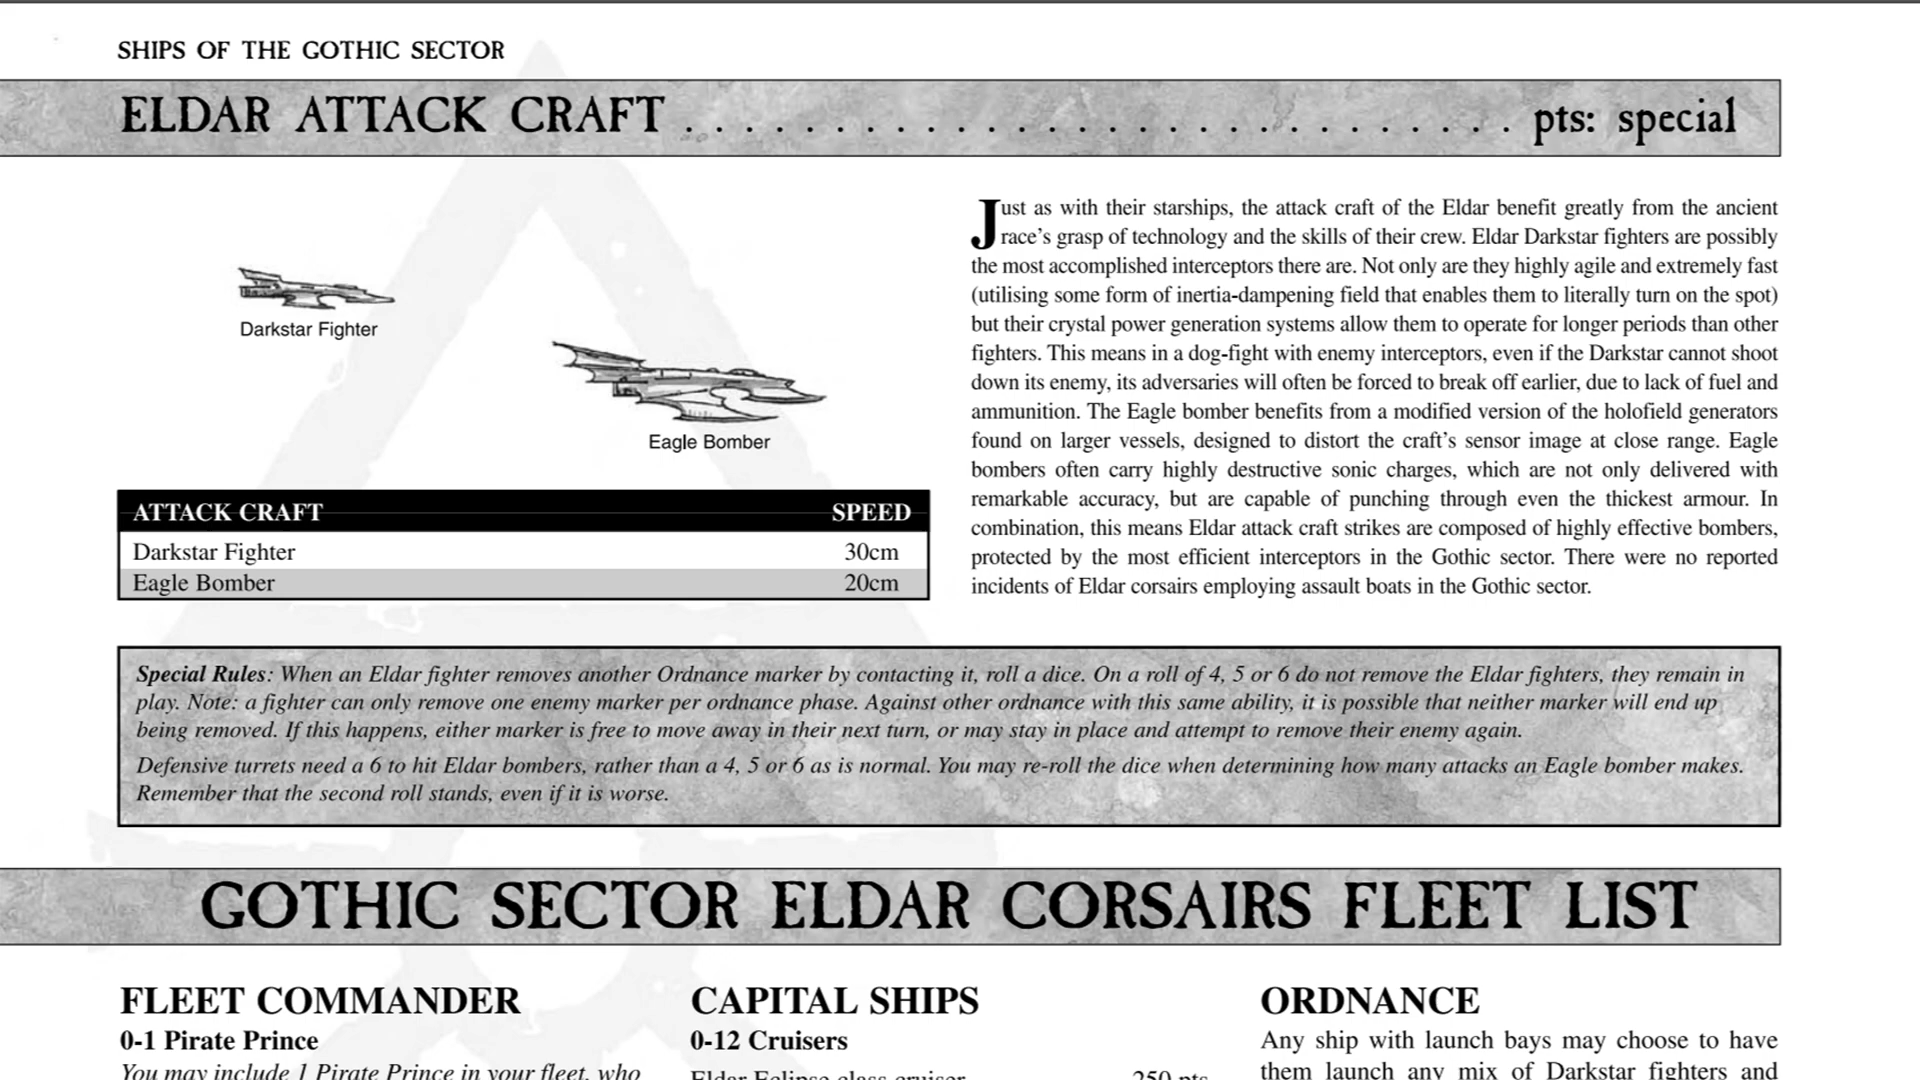 SHIPS OF THE GOTHIC SECTOR
ELDAR ATTACK CRAFT . . . . . . . . . . . . . . . . . . . . . . . . . . . . pts: special
Darkstar Fighter
Eagle Bomber
ATTACK CRAFT SPEED
Darkstar Fighter 30cm
Eagle Bomber 20cm
Just as with their starships, the attack craft of the Eldar benefit greatly from the ancient
race's grasp of technology and the skills of their crew. Eldar Darkstar fighters are possibly
the most accomplished interceptors there are. Not only are they highly agile and extremely fast
(utilising some form of inertia-dampening field that enables them to literally turn on the spot)
but their crystal power generation systems allow them to operate for longer periods than other
fighters. This means in a dog-fight with enemy interceptors, even if the Darkstar cannot shoot
down its enemy, its adversaries will often be forced to break off earlier, due to lack of fuel and
ammunition. The Eagle bomber benefits from a modified version of the holofield generators
found on larger vessels, designed to distort the craft's sensor image at close range. Eagle
bombers often carry highly destructive sonic charges, which are not only delivered with
remarkable accuracy, but are capable of punching through even the thickest armour. In
combination, this means Eldar attack craft strikes are composed of highly effective bombers,
protected by the most efficient interceptors in the Gothic sector. There were no reported
incidents of Eldar corsairs employing assault boats in the Gothic sector.
Special Rules: When an Eldar fighter removes another Ordnance marker by contacting it, roll a dice. On a roll of 4, 5 or 6 do not remove the Eldar fighters, they remain in
play. Note: a fighter can only remove one enemy marker per ordnance phase. Against other ordnance with this same ability, it is possible that neither marker will end up
being removed. If this happens, either marker is free to move away in their next turn, or may stay in place and attempt to remove their enemy again.
Defensive turrets need a 6 to hit Eldar bombers, rather than a 4, 5 or 6 as is normal. You may re-roll the dice when determining how many attacks an Eagle bomber makes.
Remember that the second roll stands, even if it is worse.
GOTHIC SECTOR ELDAR CORSAIRS FLEET LIST
FLEET COMMANDER
0-1 Pirate Prince
You may include 1 Pirate Prince in your fleet, who
CAPITAL SHIPS
0-12 Cruisers
Eldar Eclipse class cruiser 250 pts
ORDNANCE
Any ship with launch bays may choose to have
them launch any mix of Darkstar fighters and